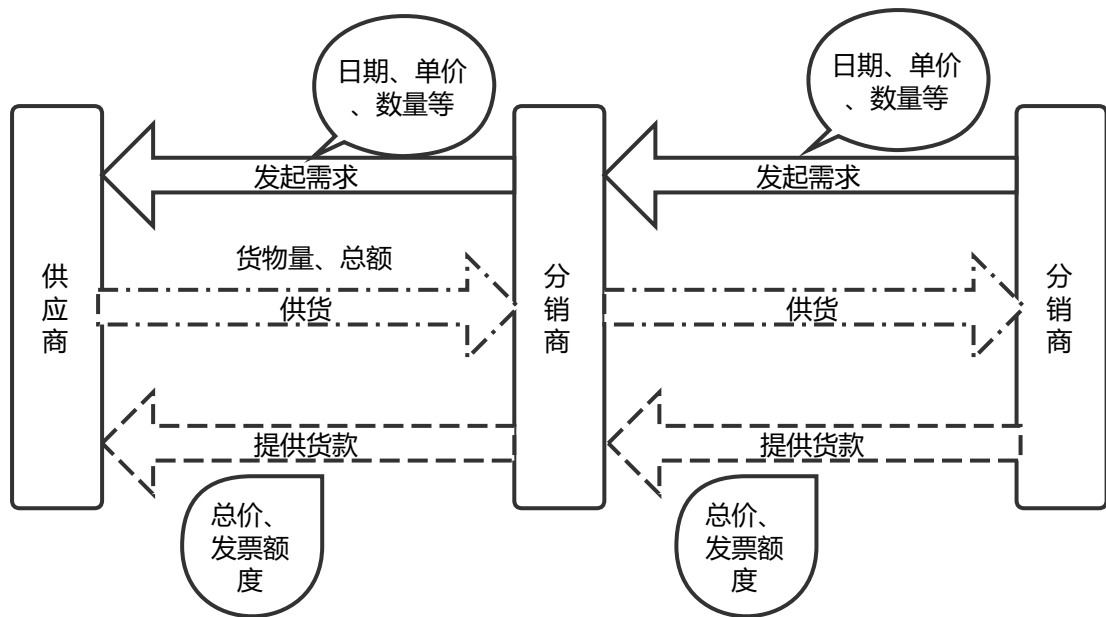 日期、单价
、数量等
日期、单价
、数量等
发起需求
发起需求
货物量、总额
供
应
商
分
销
商
分
销
商
供货
供货
提供货款
提供货款
总价、
发票额
度
总价、
发票额
度